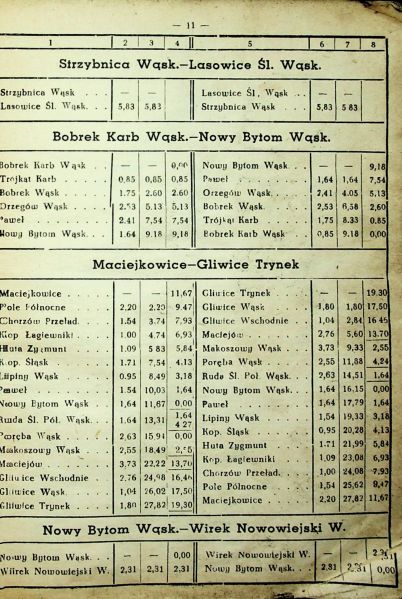 — 11 —
1 2 3 4 5 6 7 8
Strzybnica Wąsk.—Lasowice Śl. Wąsk.
Strzybnica Wąsk . . . — — Lasowice Śl, Wąsk . . . — —
Lasowice Śl. Wąsk. . . 5,83 5,83 Strzybnica Wąsk . . . 5,83 5 83
Bobrek Karb Wąsk.—Nowy Bytom Wąsk.
Bobrek Karb Wąsk . . — — 0,00 Nowy Bytom Wąsk. . . — — 9,18
Trójkąt Karb . . . . 0,85 0,85 0,85 Paweł . . . . . . 1,64 1,64 7,54
Bobrek Wąsk . . . . 1.75 2.60 2.60 Orzegów Wąsk. . . . 2,41 4.05 5.13
Orzegów Wąsk . . . . 2.53 5.13 5.13 Bobrek Wąsk. . . . 2,53 6,58 2,60
Paweł . . . . . . 2.41 7,54 7,54 Trójkąt Karb . . . . 1,75 8.33 0.85
Nowy Bytom Wąsk . . 1.64 9.18 9,18 Bobrek Karb Wąsk . . 0,85 9.18 0,00
Maciejkowice—Gliwice Trynek
Maciejkowice . . . . . — — 11,67 Gliwice Trynek . . . . — — 19.30
Pole Północne . . . . 2,20 2,20 9.47 Gliwice Wąsk . . . . 1,80 1,80 17,50
Chorzów Przeład. . . . 1,54 3,74 7,93 Gliwice Wschodnie . . 1,04 2,84 16,46
Kop Łagiewniki . . . 1,00 4,74 6,93 Maciejów . . . . . 2,76 5,60 13,70
Huta Zygmunt . . . . 1.09 5 83 5,84 Makoszowy Wąsk . . 3,73 9,33 2,55
Kop. Śląsk . . . . . 1,71 7,54 4.13 Poręba Wąsk . . . . 2,55 11,88 4,24
Lipiny Wąsk . . . . 0,95 8,49 3,18 Ruda Śl. Pol. Wąsk. . 2,63 14,51 1.64
Paweł . . . . . . 1,54 10,03 1,64 Nowy Bytom Wąsk. . . 1,64 16.15 0,00
Nowy Bytom Wąsk . . 1,64 11,67 0,00 Paweł . . . . . . 1,64 17,79 1,64
Ruda Śl. Pół. Wąsk. . . 1,64 13,31 1,64 4 27 Lipiny Wąsk . . . . 1,54 19,33 3,18
Poręba Wąsk . . . . 2,63 15,94 0,00 Kop. Śląsk . . . . . 0,95 20,28 4,13
Makoszowy Wąsk . . 2,55 18,49 Huta Zygmunt . . . . 1.71 21,99 5,84
Maciejów . . . . . 3,73 22,22 13,70 Kop. Łagiewniki . . . 1,09 23,08 6,93
Gliwice Wschodnie . . 2.76 24,98 16,46 Chorzów Przeład. . . . 1,00 24,08 7,93
Gliwice Wąsk . . . . 1,04 26,02 17,50 Pole Północne . . . . 1,54 25,62 9,47
Gliwice Trynek . . . . 1,80 27,82 19,30 Maciejkowice . . . . 2,20 27,82 11,67
Nowy Bytom Wąsk.—Wirek Nowowiejski W.
Nowy Bytom Wąsk. . . — — 0,00 Wirek Nowowiejski W. — — 2,31
Wirek Nowowiejski W. . 2,31 2,31 2,31 Nowy Bytom Wąsk. . . 2,31 2,31 0,00